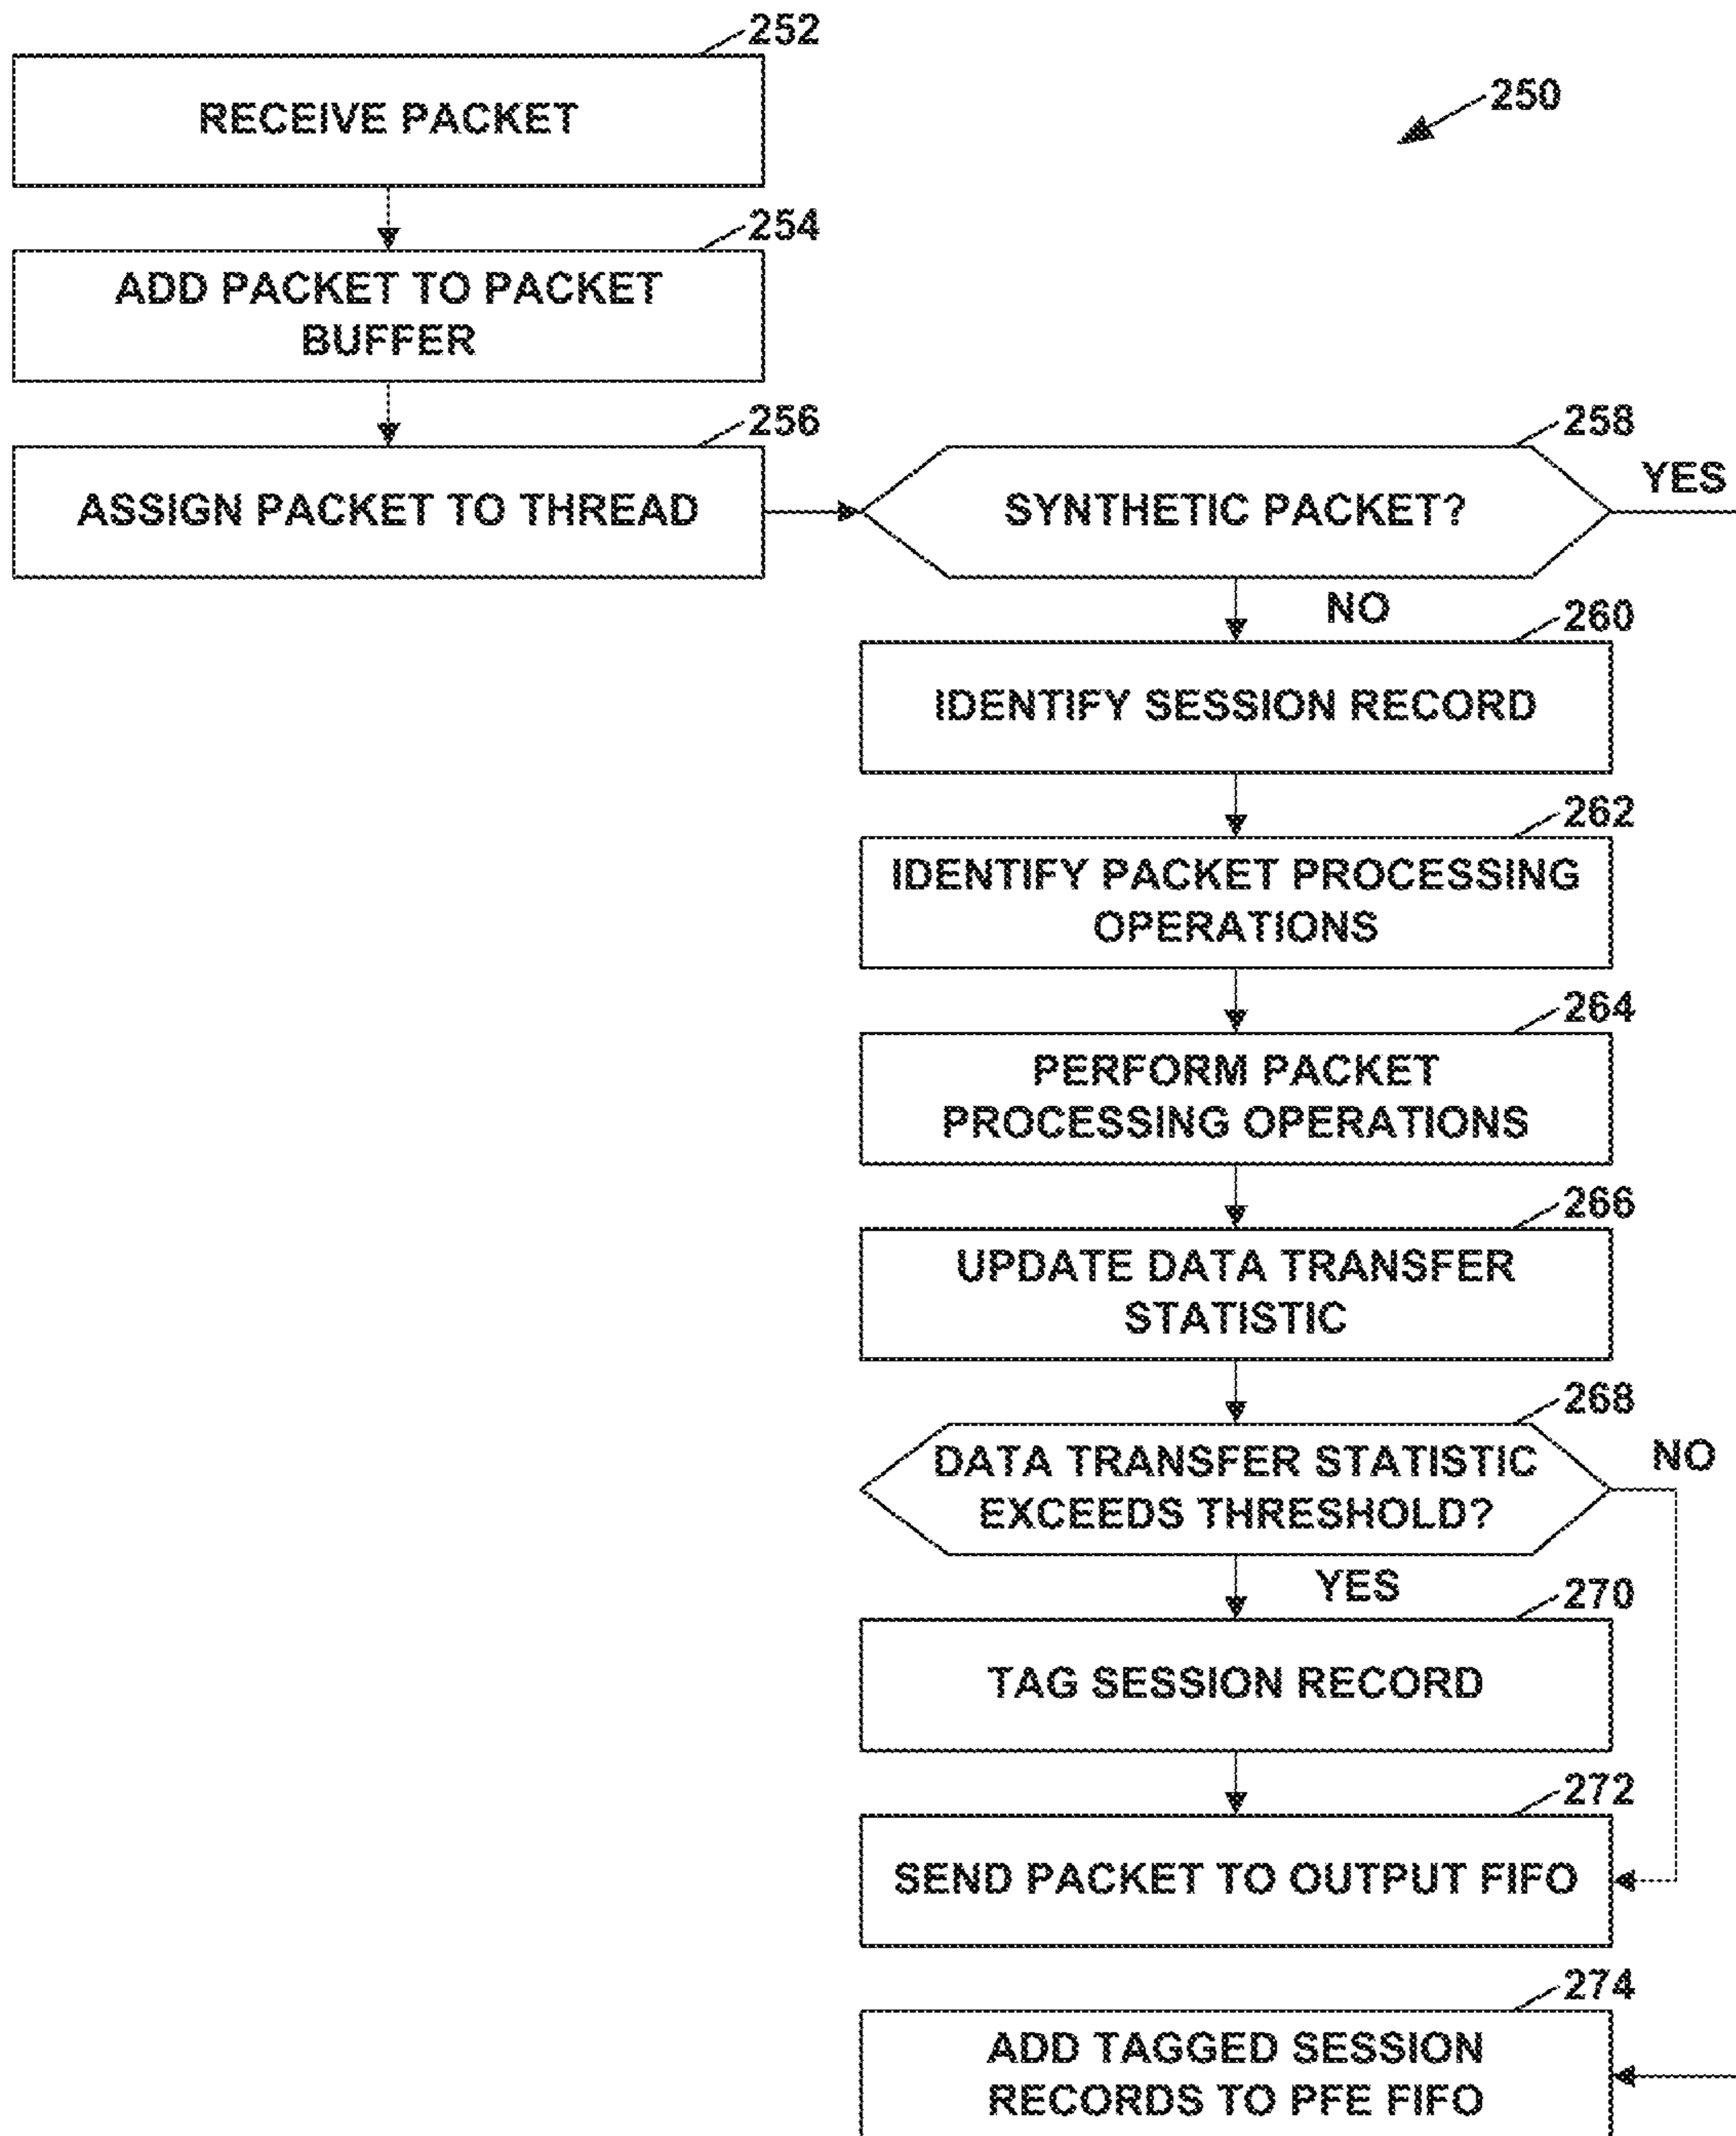 252
RECEIVE PACKET
250
254
ADD PACKET TO PACKET
BUFFER
256
ASSIGN PACKET TO THREAD
258
SYNTHETIC PACKET?
YES
NO
260
IDENTIFY SESSION RECORD
262
IDENTIFY PACKET PROCESSING
OPERATIONS
264
PERFORM PACKET
PROCESSING OPERATIONS
266
UPDATE DATA TRANSFER
STATISTIC
268
DATA TRANSFER STATISTIC
EXCEEDS THRESHOLD?
NO
YES
270
TAG SESSION RECORD
272
SEND PACKET TO OUTPUT FIFO
274
ADD TAGGED SESSION
RECORDS TO PFE FIFO